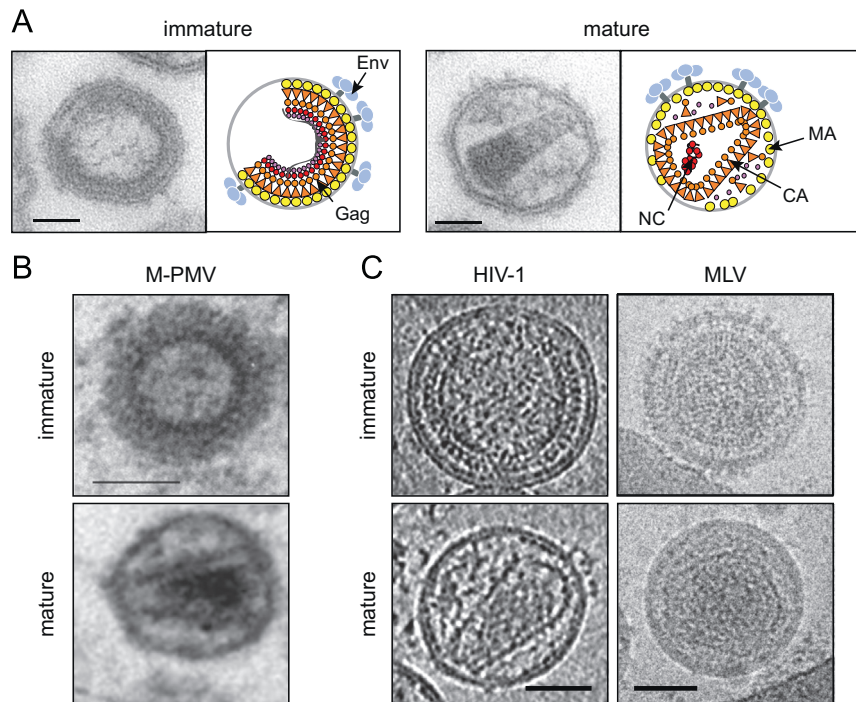 A
immature
mature
Env
Gag
MA
CA
NC
B
M-PMV
C
HIV-1
MLV
immature
mature
immature
mature